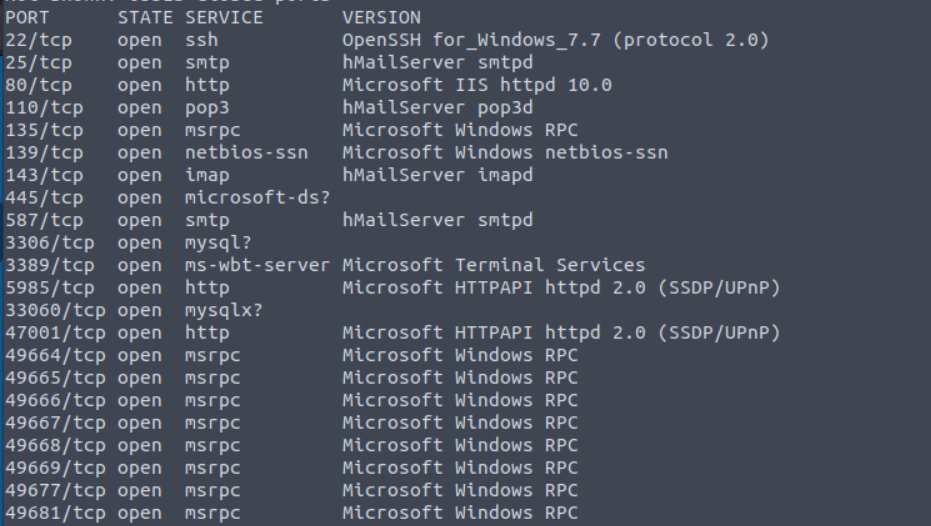 PORT STATE SERVICE VERSION
22/tcp open ssh OpenSSH for_Windows_7.7 (protocol 2.0)
25/tcp open smtp hMailServer smtpd
80/tcp open http Microsoft IIS httpd 10.0
110/tcp open pop3 hMailServer pop3d
135/tcp open msrpc Microsoft Windows RPC
139/tcp open netbios-ssn Microsoft Windows netbios-ssn
143/tcp open imap hMailServer imapd
445/tcp open microsoft-ds?
587/tcp open smtp hMailServer smtpd
3306/tcp open mysql?
3389/tcp open ms-wbt-server Microsoft Terminal Services
5985/tcp open http Microsoft HTTPAPI httpd 2.0 (SSDP/UPnP)
33060/tcp open mysqlx?
47001/tcp open http Microsoft HTTPAPI httpd 2.0 (SSDP/UPnP)
49664/tcp open msrpc Microsoft Windows RPC
49665/tcp open msrpc Microsoft Windows RPC
49666/tcp open msrpc Microsoft Windows RPC
49667/tcp open msrpc Microsoft Windows RPC
49668/tcp open msrpc Microsoft Windows RPC
49669/tcp open msrpc Microsoft Windows RPC
49677/tcp open msrpc Microsoft Windows RPC
49681/tcp open msrpc Microsoft Windows RPC